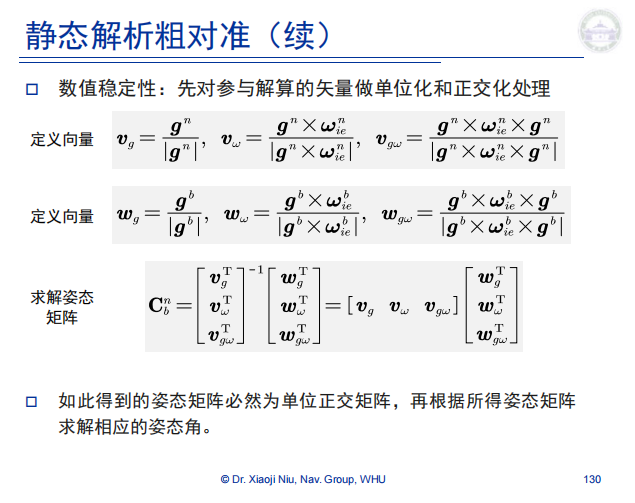 静态解析粗对准（续）
数值稳定性：先对参与解算的矢量做单位化和正交化处理
定义向量 $\boldsymbol{v}_g = \frac{\boldsymbol{g}^n}{|\boldsymbol{g}^n|}, \ \boldsymbol{v}_\omega = \frac{\boldsymbol{g}^n \times \boldsymbol{\omega}_{ie}^n}{|\boldsymbol{g}^n \times \boldsymbol{\omega}_{ie}^n|}, \ \boldsymbol{v}_{g\omega} = \frac{\boldsymbol{g}^n \times \boldsymbol{\omega}_{ie}^n \times \boldsymbol{g}^n}{|\boldsymbol{g}^n \times \boldsymbol{\omega}_{ie}^n \times \boldsymbol{g}^n|}$
定义向量 $\boldsymbol{w}_g = \frac{\boldsymbol{g}^b}{|\boldsymbol{g}^b|}, \ \boldsymbol{w}_\omega = \frac{\boldsymbol{g}^b \times \boldsymbol{\omega}_{ie}^b}{|\boldsymbol{g}^b \times \boldsymbol{\omega}_{ie}^b|}, \ \boldsymbol{w}_{g\omega} = \frac{\boldsymbol{g}^b \times \boldsymbol{\omega}_{ie}^b \times \boldsymbol{g}^b}{|\boldsymbol{g}^b \times \boldsymbol{\omega}_{ie}^b \times \boldsymbol{g}^b|}$
求解姿态
矩阵
$\mathbf{C}_b^n = \begin{bmatrix} \boldsymbol{v}_g^{\mathrm{T}} \\ \boldsymbol{v}_\omega^{\mathrm{T}} \\ \boldsymbol{v}_{g\omega}^{\mathrm{T}} \end{bmatrix}^{-1} \begin{bmatrix} \boldsymbol{w}_g^{\mathrm{T}} \\ \boldsymbol{w}_\omega^{\mathrm{T}} \\ \boldsymbol{w}_{g\omega}^{\mathrm{T}} \end{bmatrix} = [\boldsymbol{v}_g \ \ \boldsymbol{v}_\omega \ \ \boldsymbol{v}_{g\omega}] \begin{bmatrix} \boldsymbol{w}_g^{\mathrm{T}} \\ \boldsymbol{w}_\omega^{\mathrm{T}} \\ \boldsymbol{w}_{g\omega}^{\mathrm{T}} \end{bmatrix}$
如此得到的姿态矩阵必然为单位正交矩阵，再根据所得姿态矩阵
求解相应的姿态角。
© Dr. Xiaoji Niu, Nav. Group, WHU
130